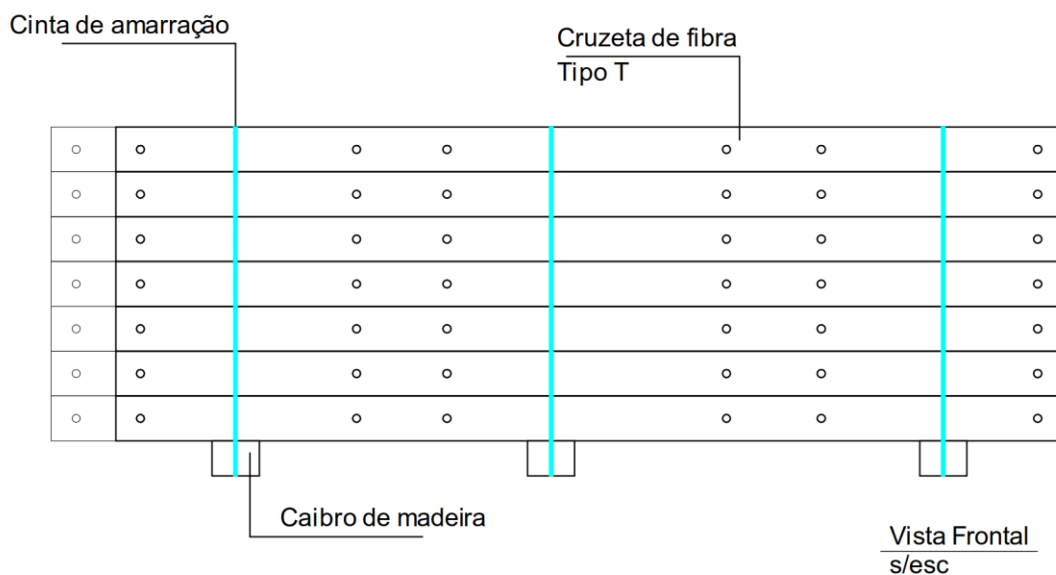 Cinta de amarração
Cruzeta de fibra
Tipo T
Caibro de madeira
Vista Frontal
s/esc